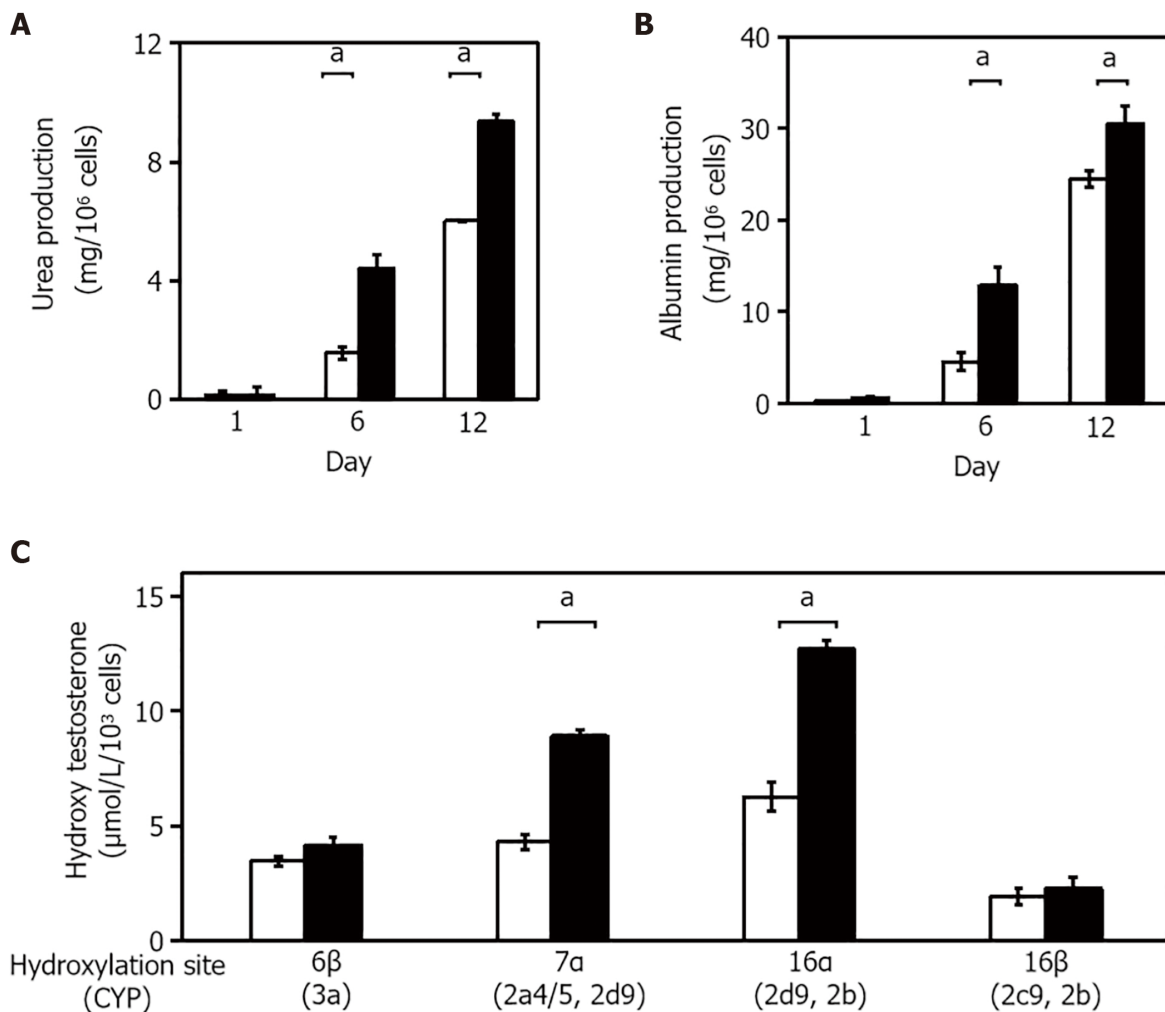 A
Urea production
(mg/10⁶ cells)
12
8
4
0
a
a
1
6
12
Day
B
Albumin production
(mg/10⁶ cells)
40
30
20
10
0
a
a
1
6
12
Day
C
Hydroxy testosterone
(µmol/L/10³ cells)
15
10
5
0
a
a
Hydroxylation site
6β
7α
16α
16β
(CYP)
(3a)
(2a4/5, 2d9)
(2d9, 2b)
(2c9, 2b)